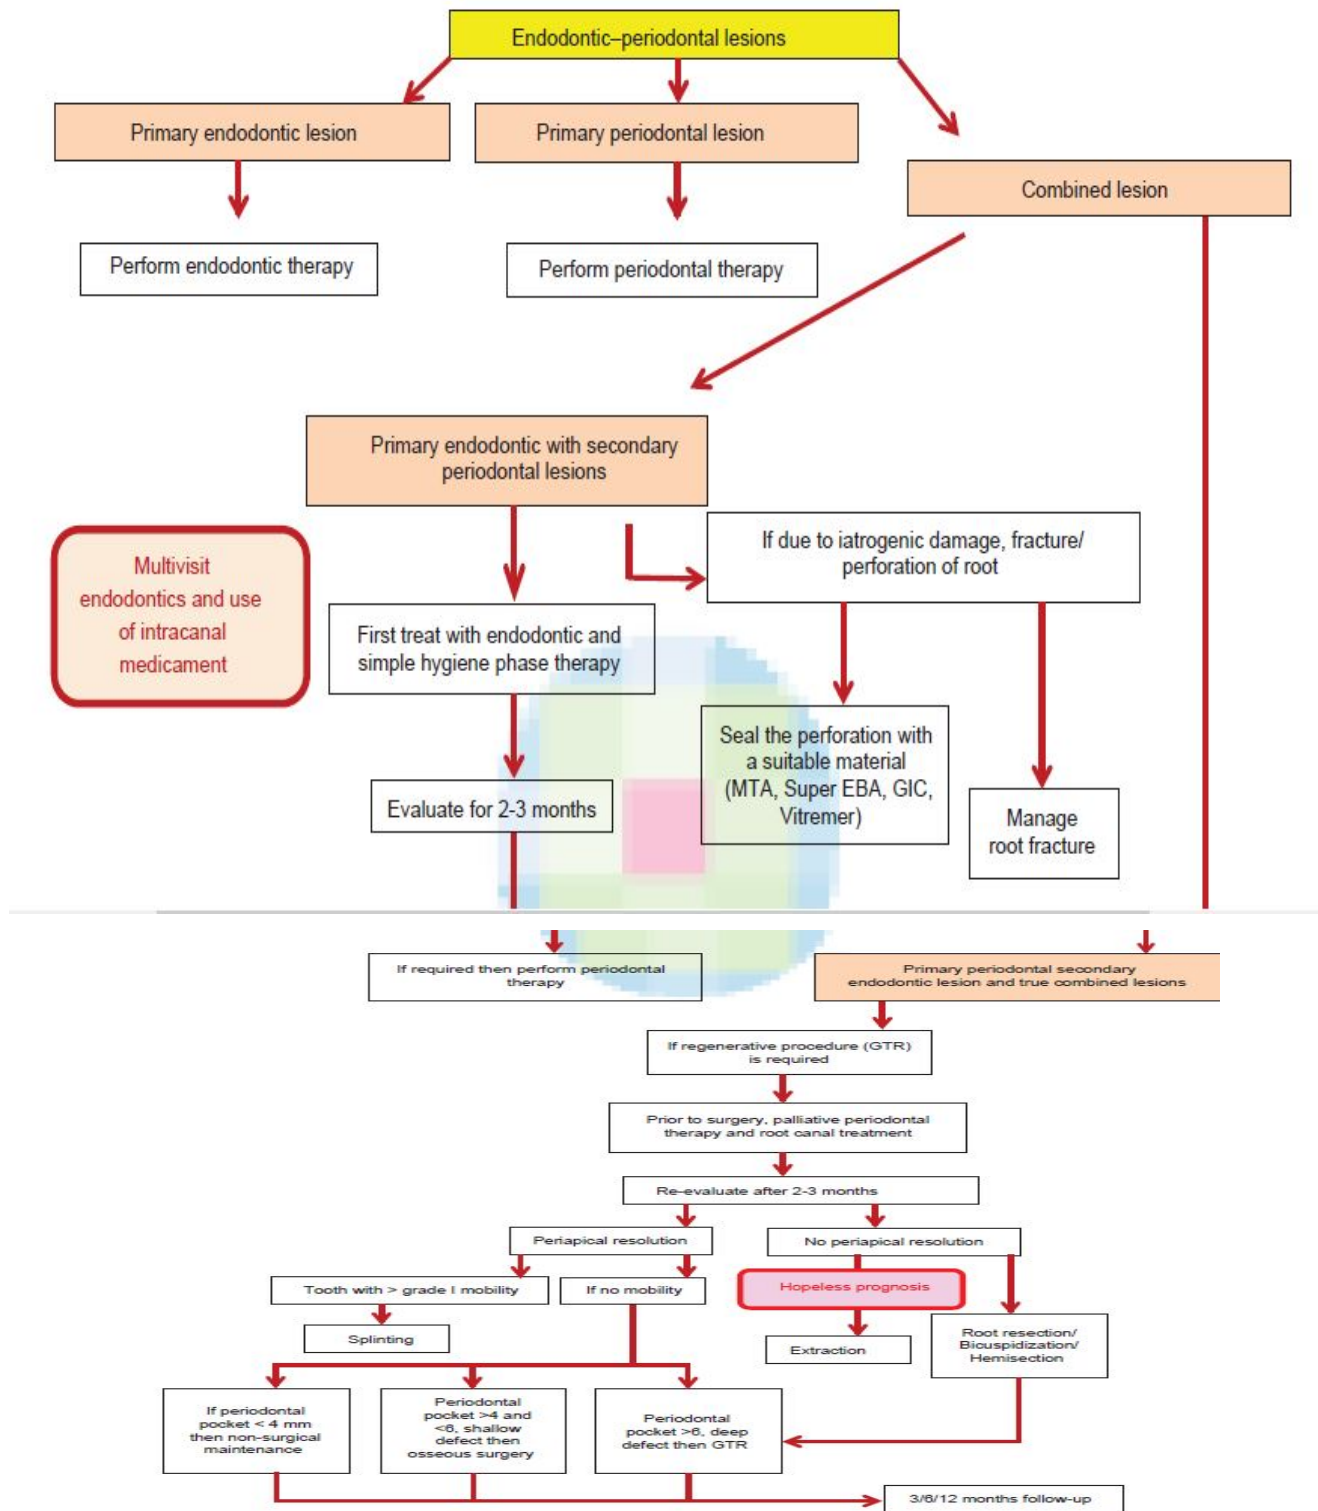 Endodontic–periodontal lesions
Primary endodontic lesion
Primary periodontal lesion
Combined lesion
Perform endodontic therapy
Perform periodontal therapy
Primary endodontic with secondary
periodontal lesions
Multivisit
endodontics and use
of intracanal
medicament
If due to iatrogenic damage, fracture/
perforation of root
First treat with endodontic and
simple hygiene phase therapy
Seal the perforation with
a suitable material
(MTA, Super EBA, GIC,
Vitremer)
Evaluate for 2-3 months
Manage
root fracture
If required then perform periodontal
therapy
Primary periodontal secondary
endodontic lesion and true combined lesions
If regenerative procedure (GTR)
is required
Prior to surgery, palliative periodontal
therapy and root canal treatment
Re-evaluate after 2-3 months
Periapical resolution
No periapical resolution
Tooth with > grade I mobility
If no mobility
Hopeless prognosis
Splinting
Extraction
Root resection/
Bicuspidization/
Hemisection
If periodontal
pocket < 4 mm
then non-surgical
maintenance
Periodontal
pocket >4 and
<6, shallow
defect then
osseous surgery
Periodontal
pocket >6, deep
defect then GTR
3/6/12 months follow-up